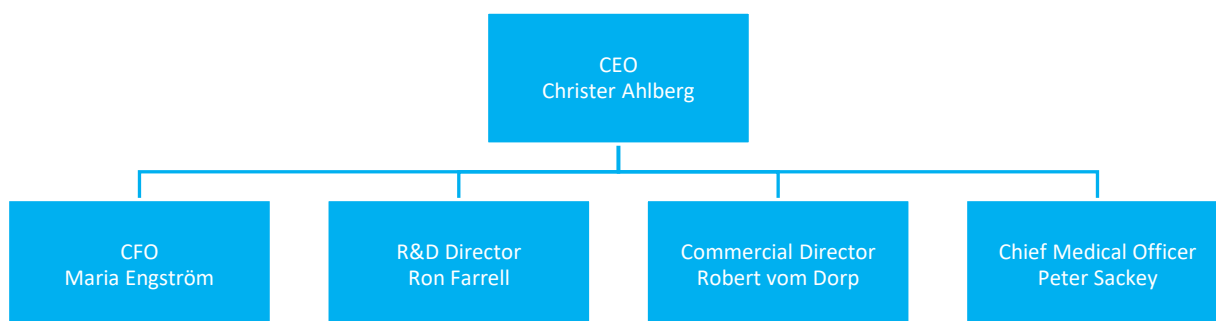 CEO
Christer Ahlberg
CFO
Maria Engström
R&D Director
Ron Farrell
Commercial Director
Robert vom Dorp
Chief Medical Officer
Peter Sackey